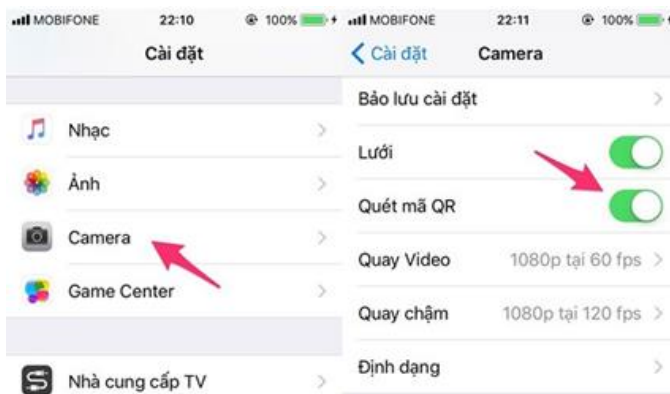 MOBIFONE 22:10 100%
Cài đặt
Nhạc
Ảnh
Camera
Game Center
Nhà cung cấp TV
MOBIFONE 22:11 100%
Cài đặt Camera
Bảo lưu cài đặt
Lưới
Quét mã QR
Quay Video 1080p tại 60 fps
Quay chậm 1080p tại 120 fps
Định dạng